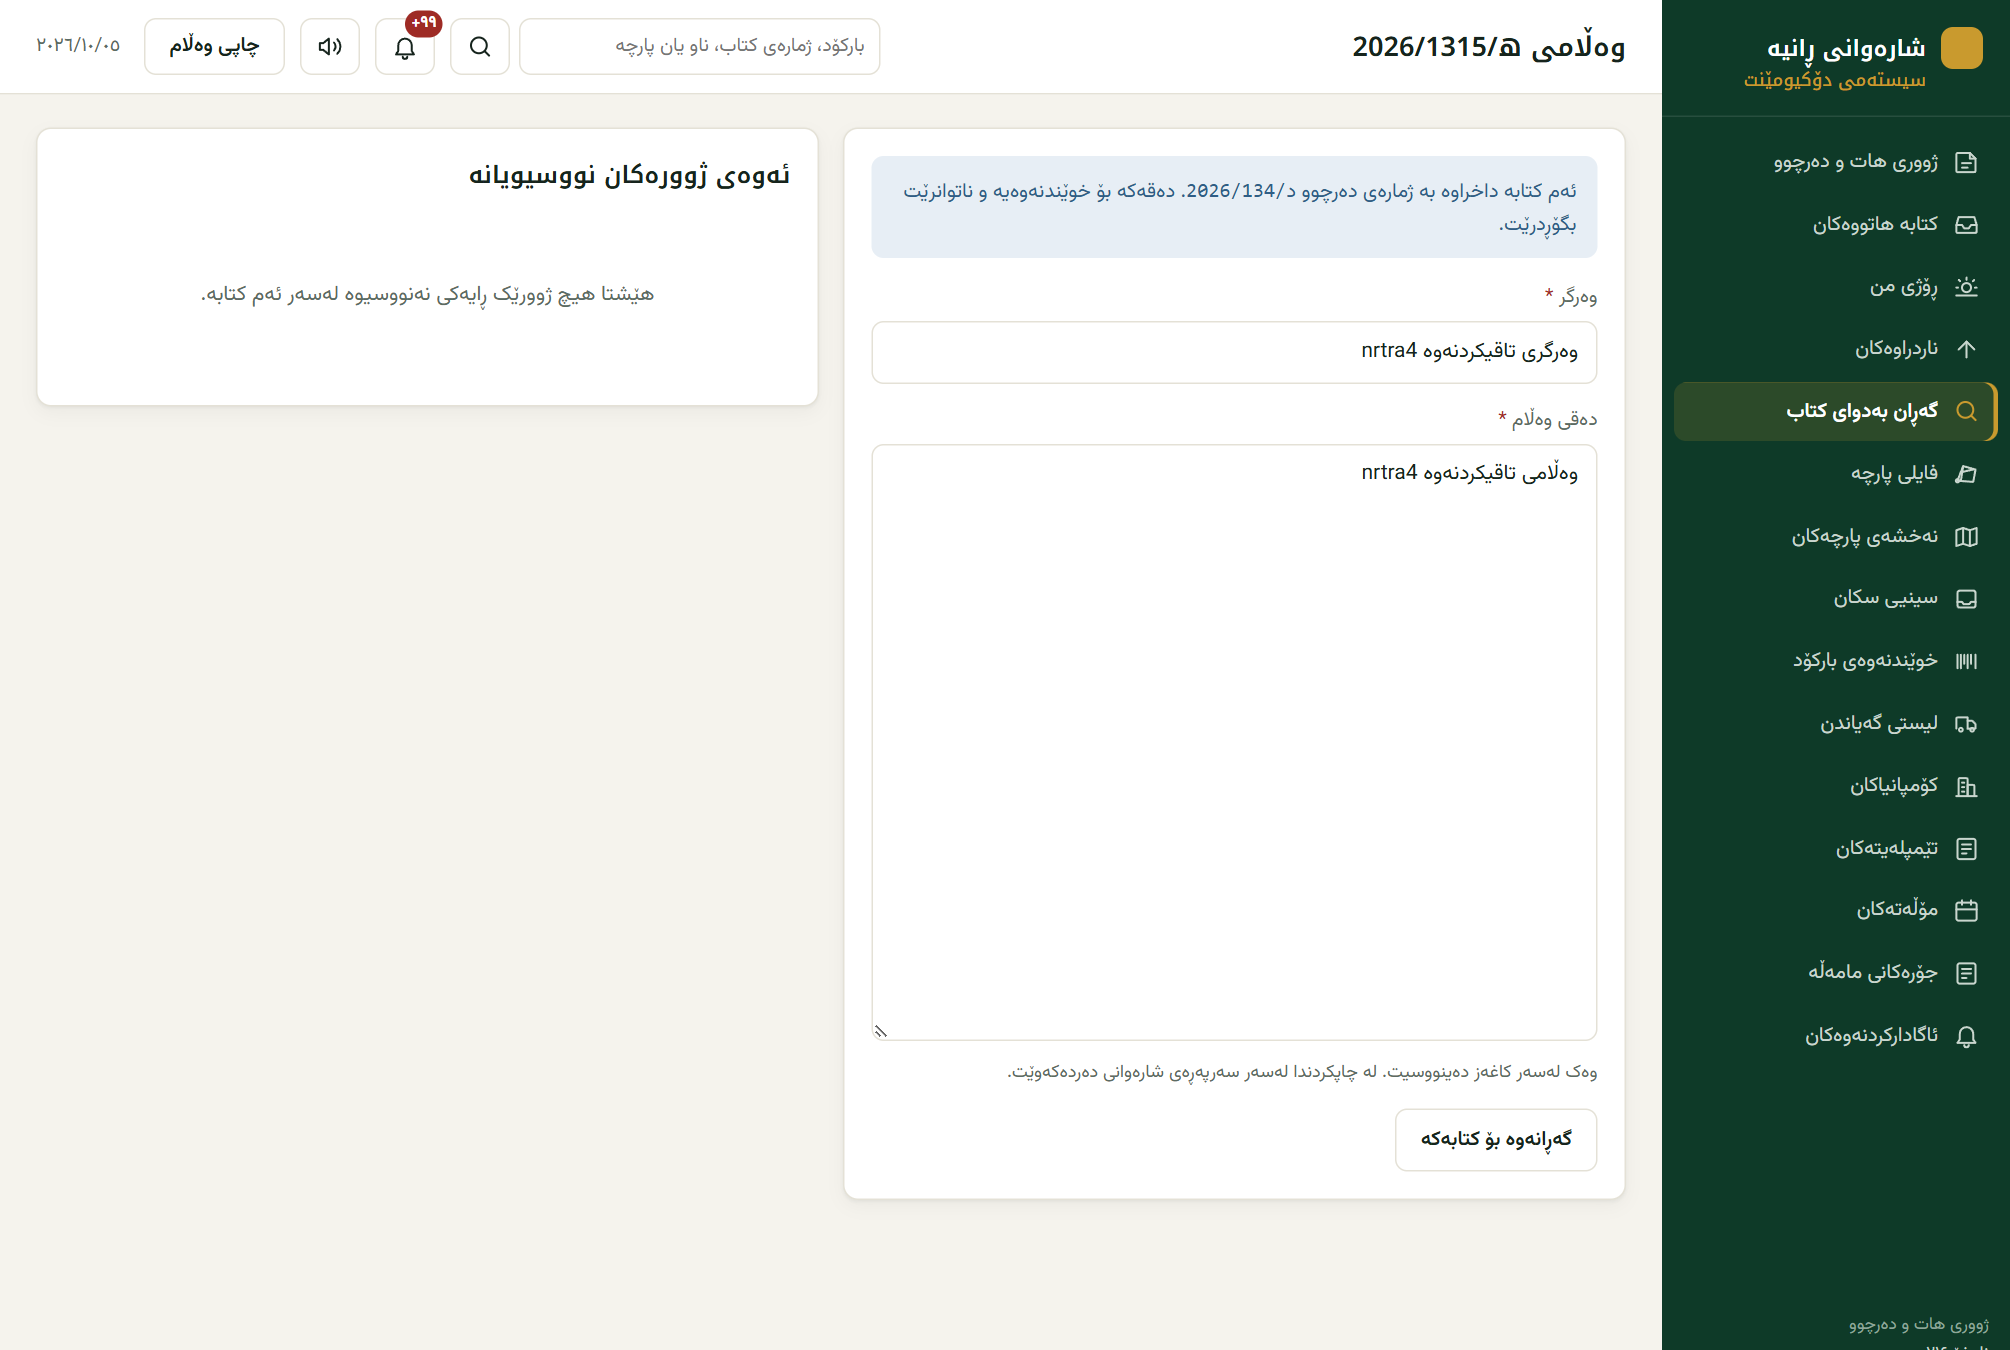 شارەوانی ڕانیە
سیستەمی دۆکیومێنت
ژووری هات و دەرچوو
کتابە هاتووەکان
ڕۆژی من
ناردراوەکان
گەڕان بەدوای کتاب
فایلی پارچە
نەخشەی پارچەکان
سینیی سکان
خوێندنەوەی بارکۆد
لیستی گەیاندن
کۆمپانیاکان
تێمپلەیتەکان
مۆڵەتەکان
جۆرەکانی مامەڵە
ئاگادارکردنەوەکان
ژووری هات و دەرچوو
وەڵامی ھ/2026/1315
بارکۆد، ژمارەی کتاب، ناو یان پارچە
+٩٩
چاپی وەڵام
٢٠٢٦/١٠/٠٥
ئەم کتابە داخراوە بە ژمارەی دەرچوو د/2026/134. دەقەکە بۆ خوێندنەوەیە و ناتوانرێت
بگۆڕدرێت.
وەرگر *
وەرگری تاقیکردنەوە nrtra4
دەقی وەڵام *
وەڵامی تاقیکردنەوە nrtra4
وەک لەسەر کاغەز دەینووسیت. لە چاپکردندا لەسەر سەرپەڕەی شارەوانی دەردەکەوێت.
گەڕانەوە بۆ کتابەکە
ئەوەی ژوورەکان نووسیویانە
هێشتا هیچ ژوورێک ڕایەکی نەنووسیوە لەسەر ئەم کتابە.